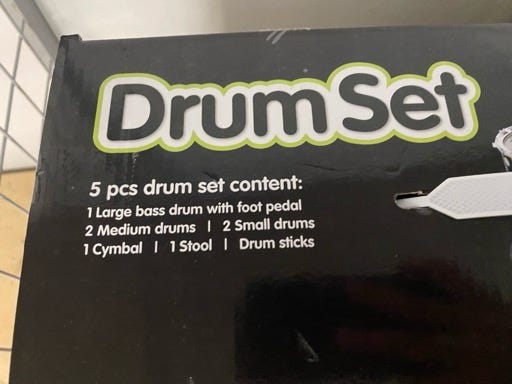 Drum Set
5 pcs drum set content:
1 Large bass drum with foot pedal
2 Medium drums | 2 Small drums
1 Cymbal | 1 Stool | Drum sticks